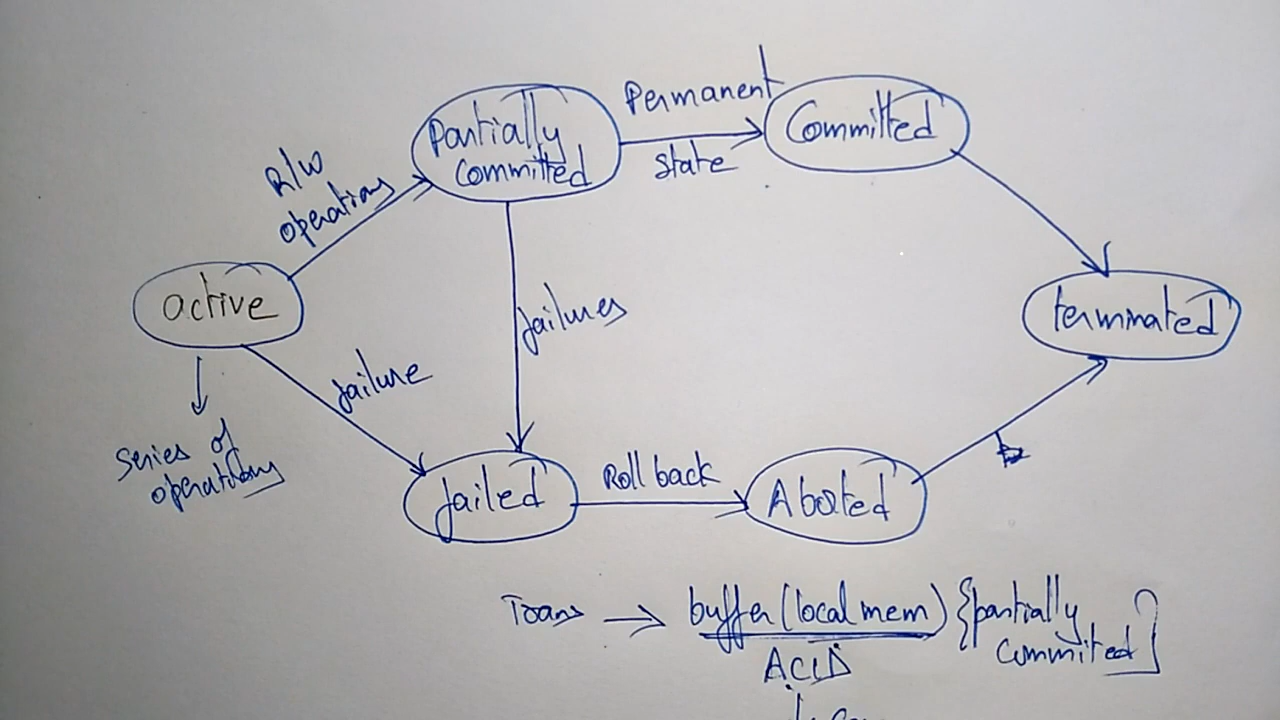 Partially
committed
Permanent
State
Committed
R/W
operations
active
failures
terminated
failure
Series of
operations
failed
Roll back
Aborted
Trans → buffer (local mem) {partially
commited}
ACID